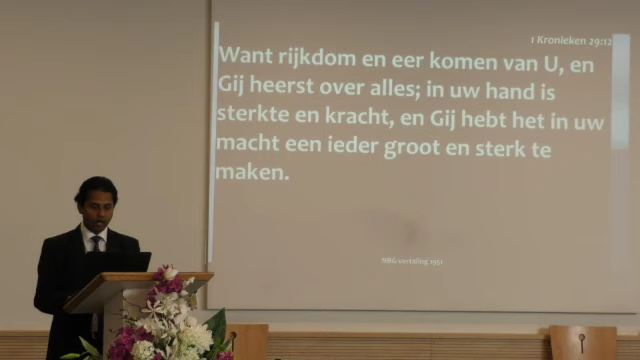 1 Kronieken 29:12
Want rijkdom en eer komen van U, en
Gij heerst over alles; in uw hand is
sterkte en kracht, en Gij hebt het in uw
macht een ieder groot en sterk te
maken.
NBG-vertaling 1951